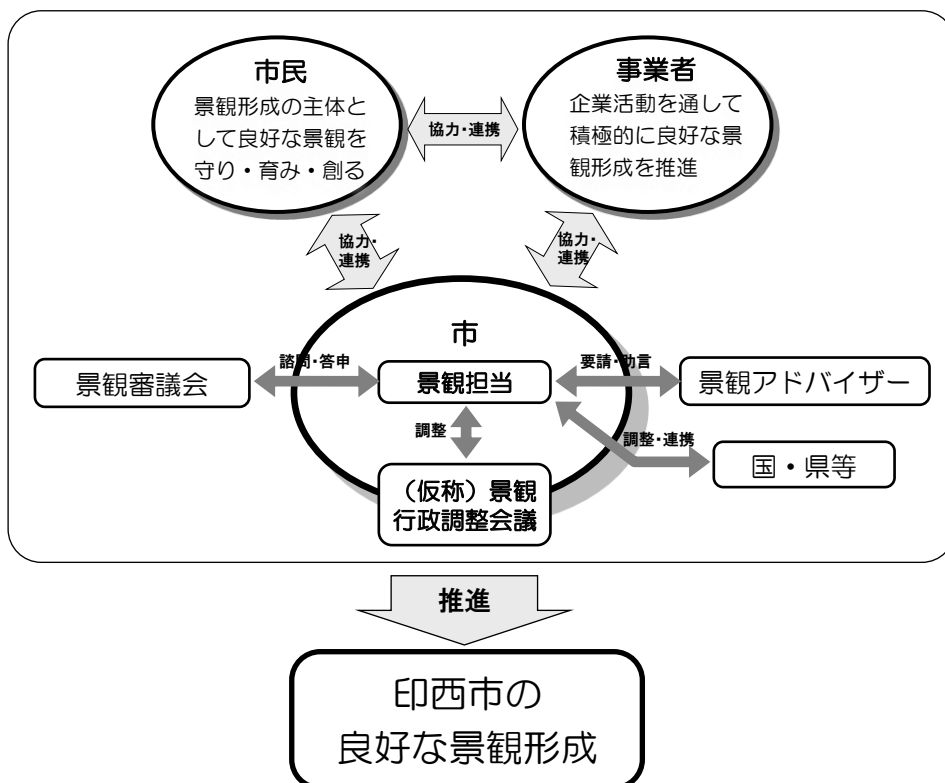 市民
景観形成の主体と
して良好な景観を
守り・育み・創る
協力・連携
事業者
企業活動を通して
積極的に良好な景
観形成を推進
協力・
連携
協力・
連携
市
景観審議会
諮問・答申
景観担当
要請・助言
景観アドバイザー
調整
調整・連携
国・県等
（仮称）景観
行政調整会議
推進
印西市の
良好な景観形成